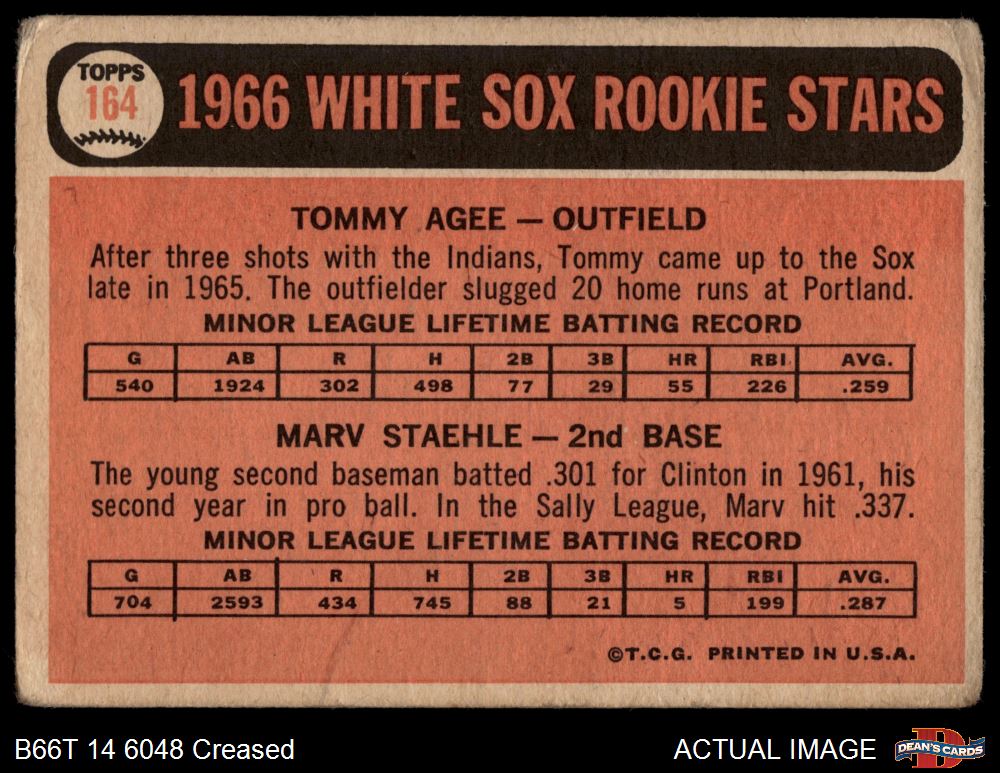 TOPPS
164
1966 WHITE SOX ROOKIE STARS
TOMMY AGEE — OUTFIELD
After three shots with the Indians, Tommy came up to the Sox
late in 1965. The outfielder slugged 20 home runs at Portland.
MINOR LEAGUE LIFETIME BATTING RECORD
G AB R H 2B 3B HR RBI AVG.
540 1924 302 498 77 29 55 226 .259
MARV STAEHLE — 2nd BASE
The young second baseman batted .301 for Clinton in 1961, his
second year in pro ball. In the Sally League, Marv hit .337.
MINOR LEAGUE LIFETIME BATTING RECORD
G AB R H 2B 3B HR RBI AVG.
704 2593 434 745 88 21 5 199 .287
©T.C.G. PRINTED IN U.S.A.
B66T 14 6048 Creased
ACTUAL IMAGE
DEAN'S CARDS